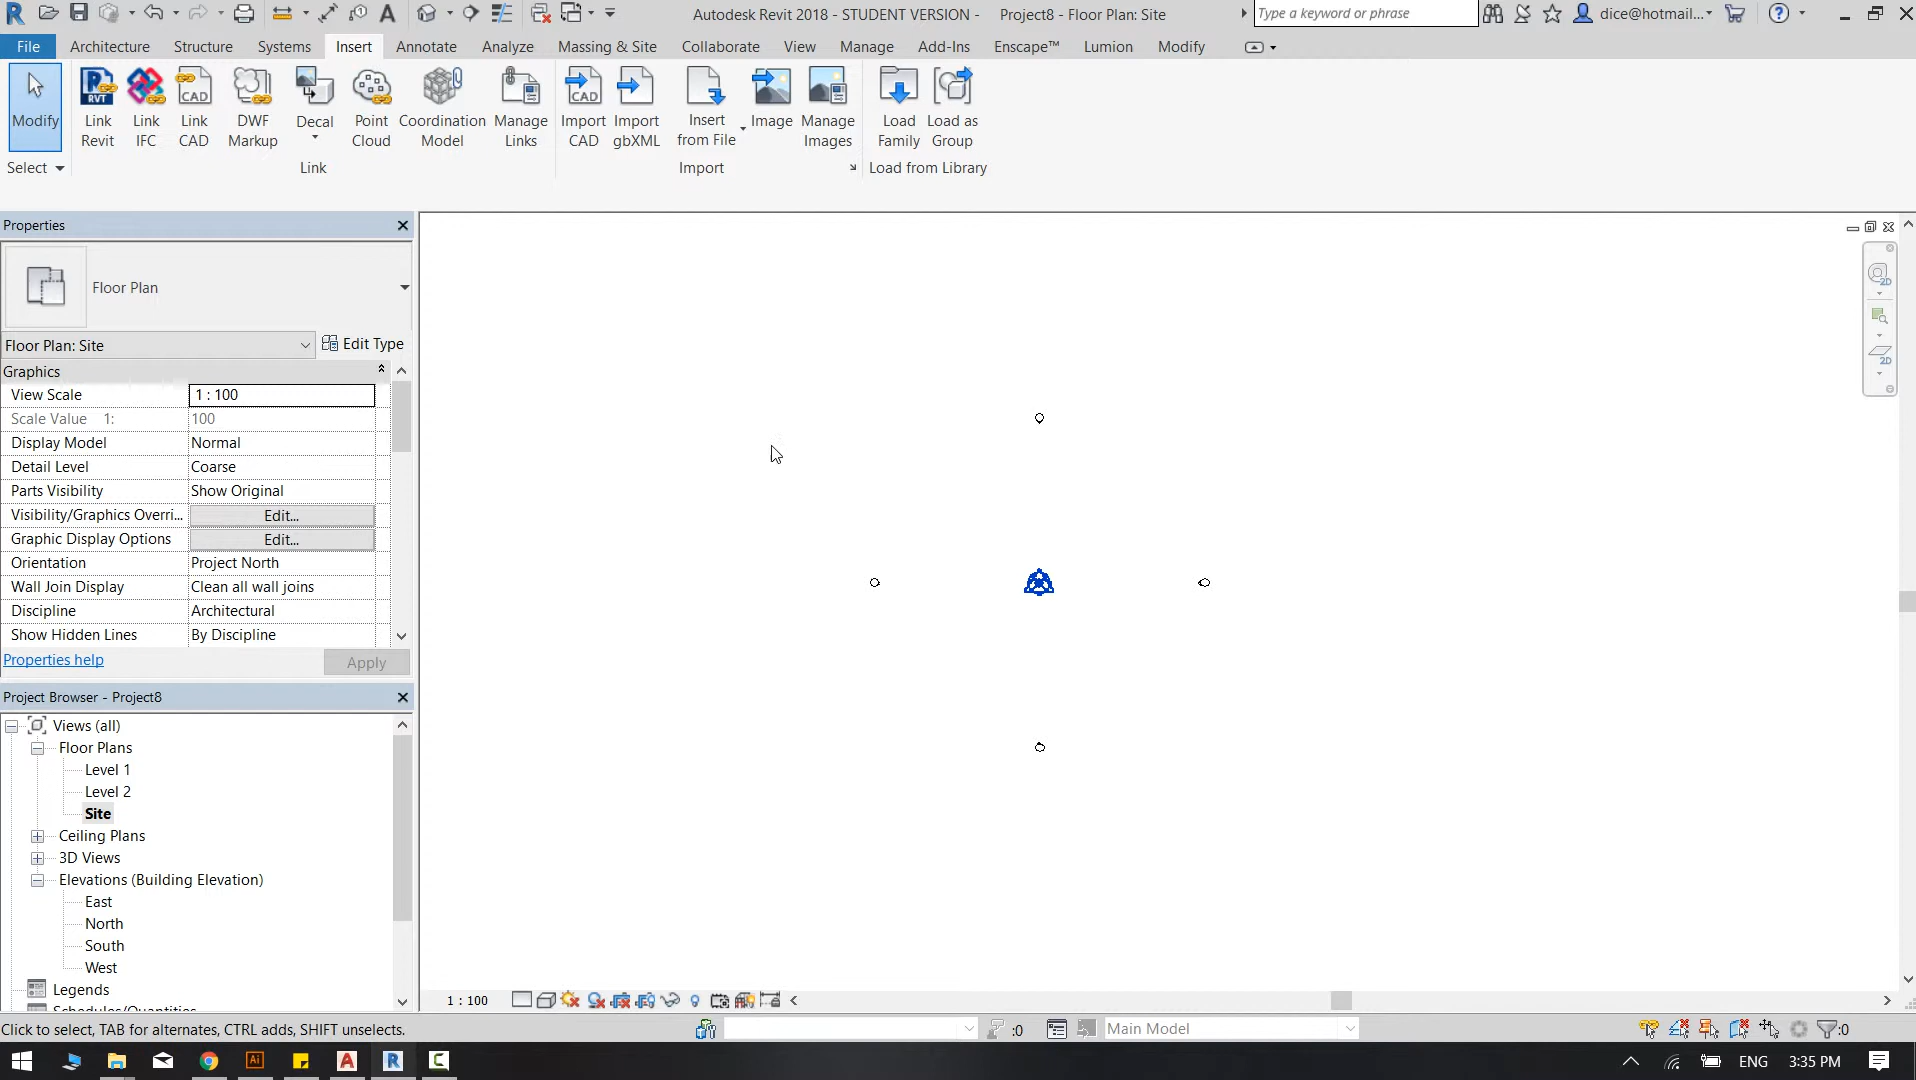 Autodesk Revit 2018 - STUDENT VERSION - Project8 - Floor Plan: Site
Type a keyword or phrase
dice@hotmail...
File Architecture Structure Systems Insert Annotate Analyze Massing & Site Collaborate View Manage Add-Ins Enscape™ Lumion Modify
Modify
Link Revit
Link IFC
Link CAD
DWF Markup
Decal
Point Cloud
Coordination Model
Manage Links
Import CAD
Import gbXML
Insert from File
Image
Manage Images
Load Family
Load as Group
Select
Link
Import
Load from Library
Properties
Floor Plan
Floor Plan: Site
Edit Type
Graphics
View Scale 1 : 100
Scale Value 1: 100
Display Model Normal
Detail Level Coarse
Parts Visibility Show Original
Visibility/Graphics Overri... Edit...
Graphic Display Options Edit...
Orientation Project North
Wall Join Display Clean all wall joins
Discipline Architectural
Show Hidden Lines By Discipline
Properties help
Apply
Project Browser - Project8
Views (all)
Floor Plans
Level 1
Level 2
Site
Ceiling Plans
3D Views
Elevations (Building Elevation)
East
North
South
West
Legends
Schedules/Quantities
1 : 100
Click to select, TAB for alternates, CTRL adds, SHIFT unselects.
:0
Main Model
:0
ENG 3:35 PM